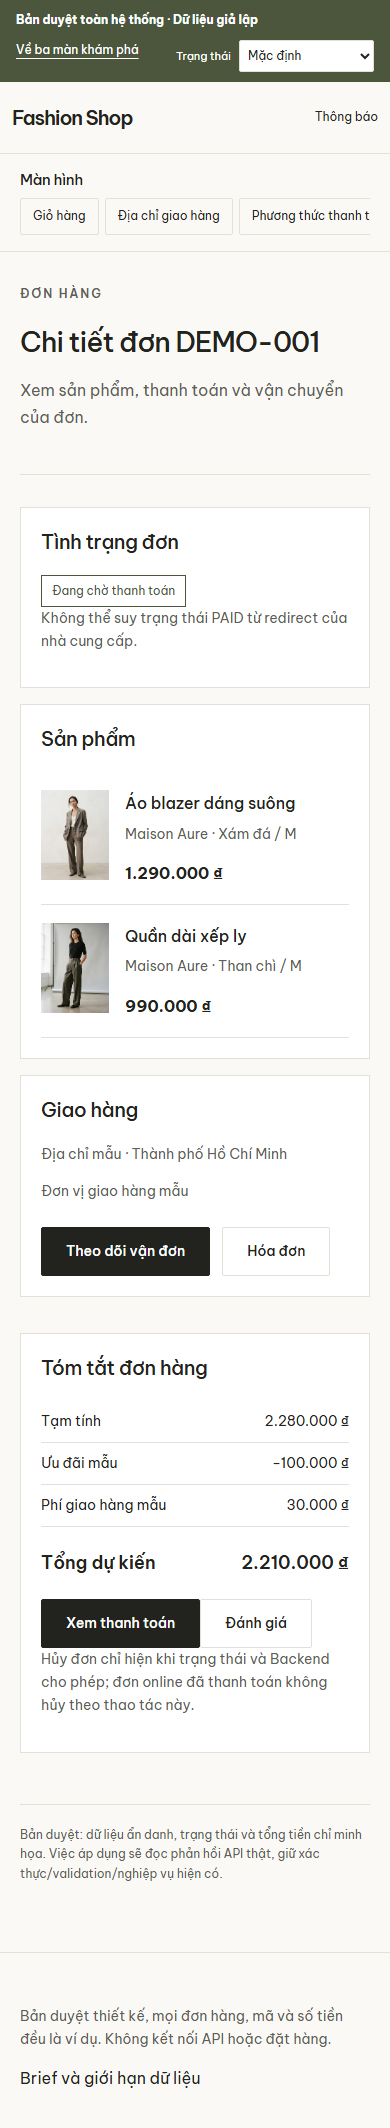 Bản duyệt toàn hệ thống · Dữ liệu giả lập
Về ba màn khám phá
Trạng thái
Mặc định
Fashion Shop
Thông báo
Màn hình
Giỏ hàng
Địa chỉ giao hàng
Phương thức thanh t
ĐƠN HÀNG
Chi tiết đơn DEMO-001
Xem sản phẩm, thanh toán và vận chuyển
của đơn.
Tình trạng đơn
Đang chờ thanh toán
Không thể suy trạng thái PAID từ redirect của
nhà cung cấp.
Sản phẩm
Áo blazer dáng suông
Maison Aure · Xám đá / M
1.290.000 ₫
Quần dài xếp ly
Maison Aure · Than chì / M
990.000 ₫
Giao hàng
Địa chỉ mẫu · Thành phố Hồ Chí Minh
Đơn vị giao hàng mẫu
Theo dõi vận đơn
Hóa đơn
Tóm tắt đơn hàng
Tạm tính 2.280.000 ₫
Ưu đãi mẫu -100.000 ₫
Phí giao hàng mẫu 30.000 ₫
Tổng dự kiến 2.210.000 ₫
Xem thanh toán
Đánh giá
Hủy đơn chỉ hiện khi trạng thái và Backend
cho phép; đơn online đã thanh toán không
hủy theo thao tác này.
Bản duyệt: dữ liệu ẩn danh, trạng thái và tổng tiền chỉ minh
họa. Việc áp dụng sẽ đọc phản hồi API thật, giữ xác
thực/validation/nghiệp vụ hiện có.
Bản duyệt thiết kế, mọi đơn hàng, mã và số tiền
đều là ví dụ. Không kết nối API hoặc đặt hàng.
Brief và giới hạn dữ liệu